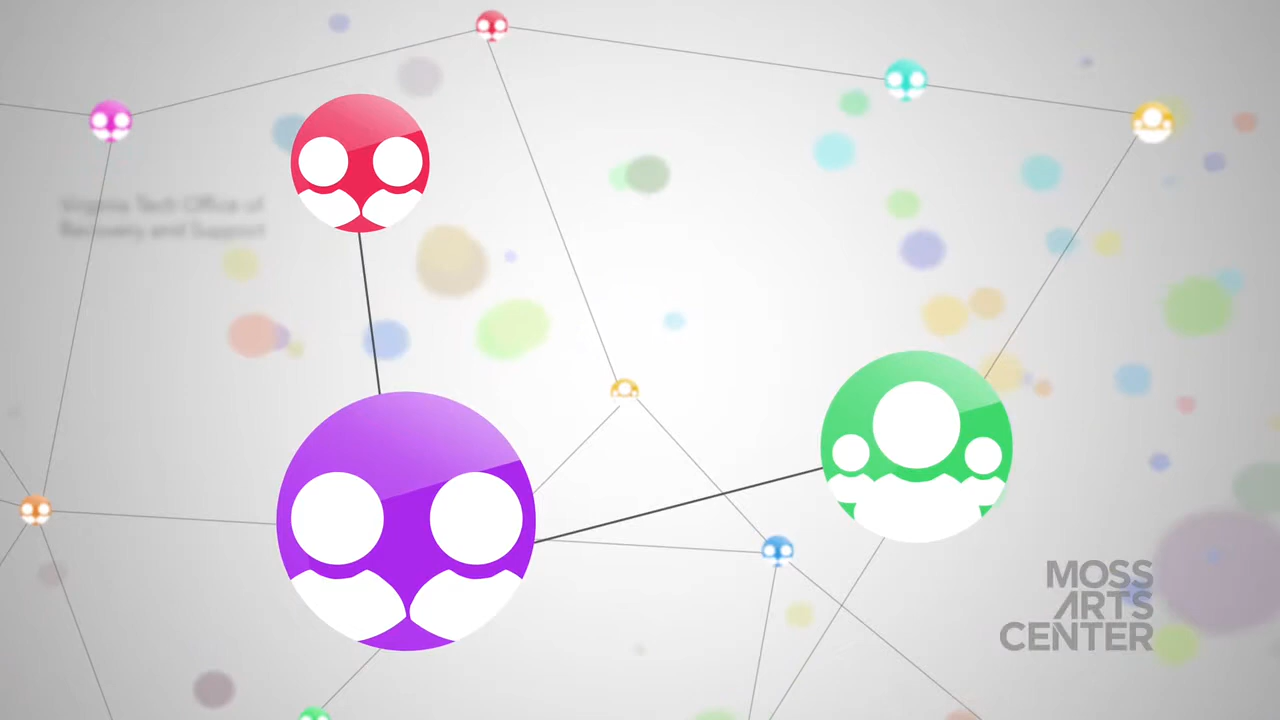 Virginia Tech Office of
Recovery and Support
MOSS
ARTS
CENTER